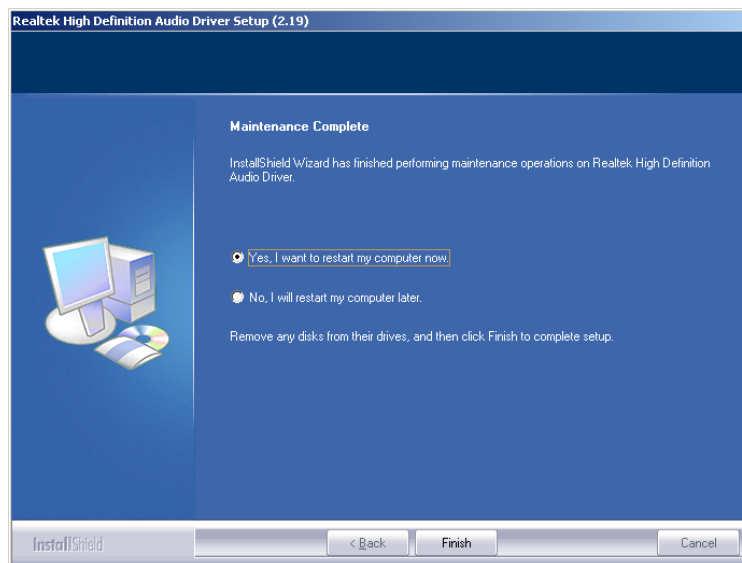 Realtek High Definition Audio Driver Setup (2.19)
Maintenance Complete
InstallShield Wizard has finished performing maintenance operations on Realtek High Definition
Audio Driver.
Yes, I want to restart my computer now.
No, I will restart my computer later.
Remove any disks from their drives, and then click Finish to complete setup.
InstallShield
< Back
Finish
Cancel